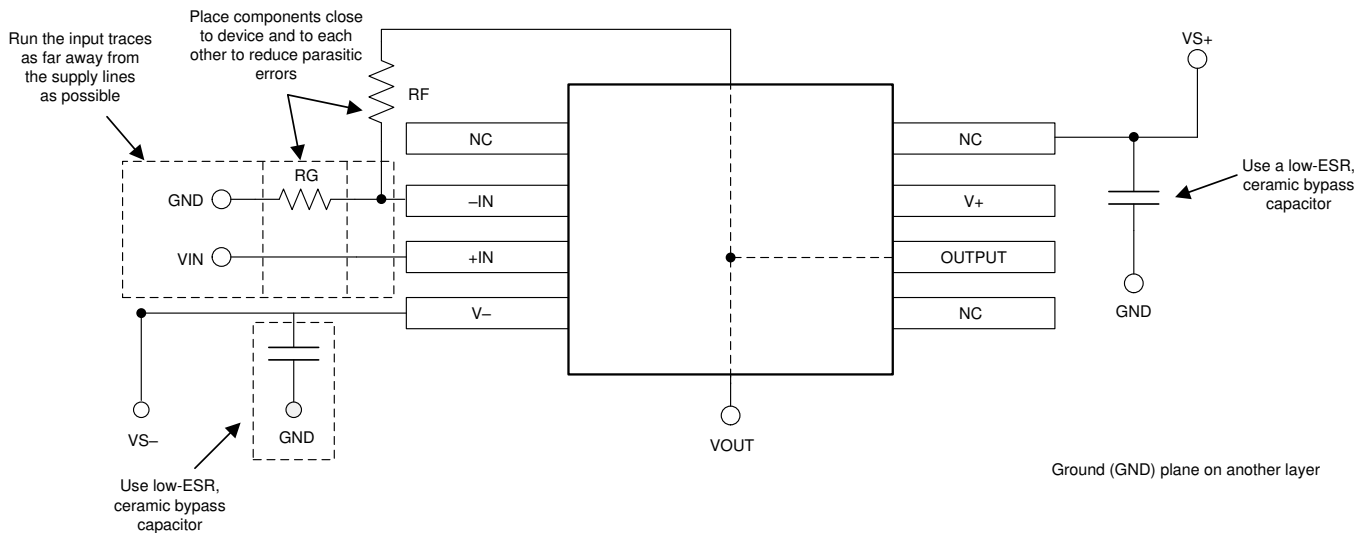 Place components close
to device and to each
other to reduce parasitic
errors
Run the input traces
as far away from
the supply lines
as possible
VS+
RF
NC
NC
Use a low-ESR,
ceramic bypass
capacitor
RG
GND
–IN
V+
VIN
+IN
OUTPUT
V–
NC
GND
VS–
GND
VOUT
Ground (GND) plane on another layer
Use low-ESR,
ceramic bypass
capacitor